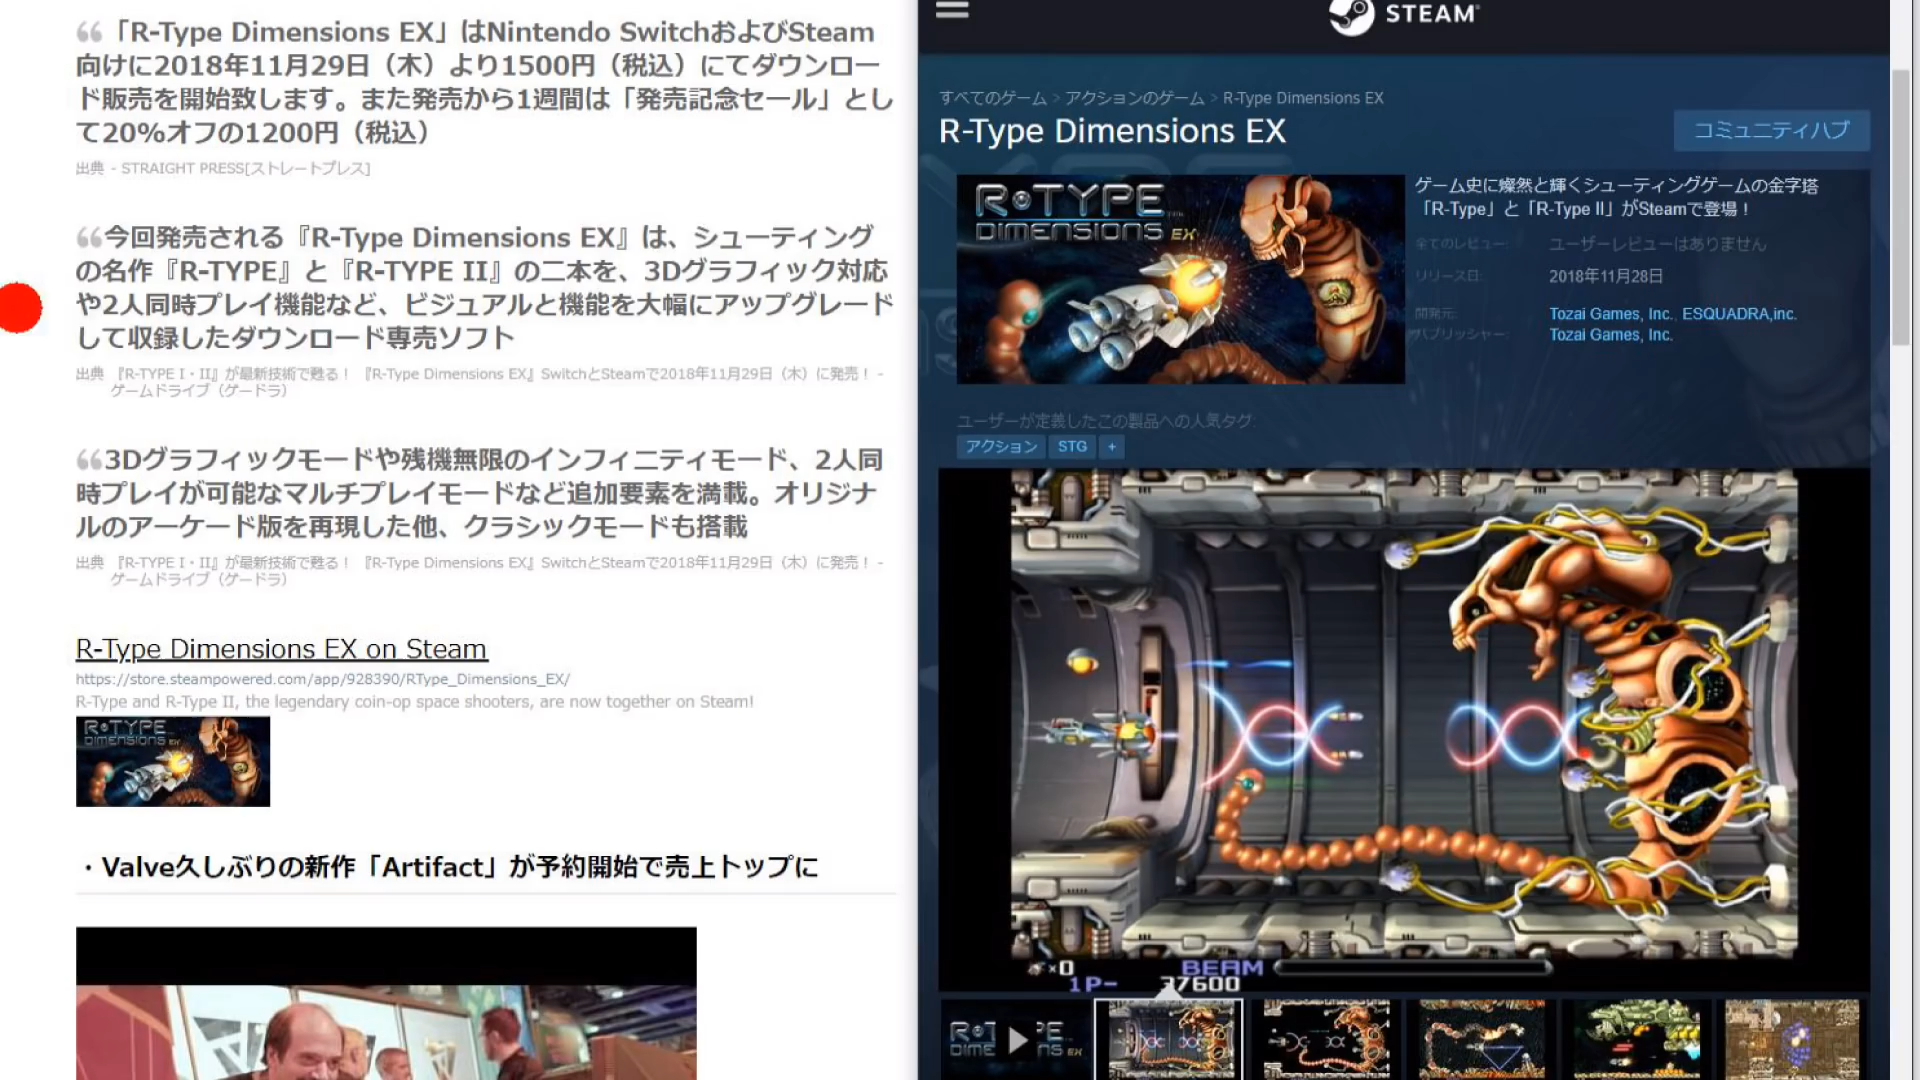 「R-Type Dimensions EX」はNintendo SwitchおよびSteam
向けに2018年11月29日（木）より1500円（税込）にてダウンロー
ド販売を開始致します。また発売から1週間は「発売記念セール」とし
て20%オフの1200円（税込）
出典 - STRAIGHT PRESS[ストレートプレス]
今回発売される『R-Type Dimensions EX』は、シューティング
の名作『R-TYPE』と『R-TYPE II』の二本を、3Dグラフィック対応
や2人同時プレイ機能など、ビジュアルと機能を大幅にアップグレード
して収録したダウンロード専売ソフト
出典 『R-TYPE I・II』が最新技術で甦る！『R-Type Dimensions EX』SwitchとSteamで2018年11月29日（木）に発売！ -
ゲームドライブ（ゲードラ）
3Dグラフィックモードや残機無限のインフィニティモード、2人同
時プレイが可能なマルチプレイモードなど追加要素を満載。オリジナ
ルのアーケード版を再現した他、クラシックモードも搭載
出典 『R-TYPE I・II』が最新技術で甦る！『R-Type Dimensions EX』SwitchとSteamで2018年11月29日（木）に発売！ -
ゲームドライブ（ゲードラ）
R-Type Dimensions EX on Steam
https://store.steampowered.com/app/928390/RType_Dimensions_EX/
R-Type and R-Type II, the legendary coin-op space shooters, are now together on Steam!
R-TYPE
DIMENSIONS EX
・Valve久しぶりの新作「Artifact」が予約開始で売上トップに
STEAM
すべてのゲーム > アクションのゲーム > R-Type Dimensions EX
R-Type Dimensions EX
コミュニティハブ
R-TYPE
DIMENSIONS EX
ゲーム史に燦然と輝くシューティングゲームの金字塔
「R-Type」と「R-Type II」がSteamで登場！
全てのレビュー: ユーザーレビューはありません
リリース日: 2018年11月28日
開発元: Tozai Games, Inc., ESQUADRA,inc.
パブリッシャー: Tozai Games, Inc.
ユーザーが定義したこの製品への人気タグ:
アクション STG +
×0 BEAM
1P- 37600